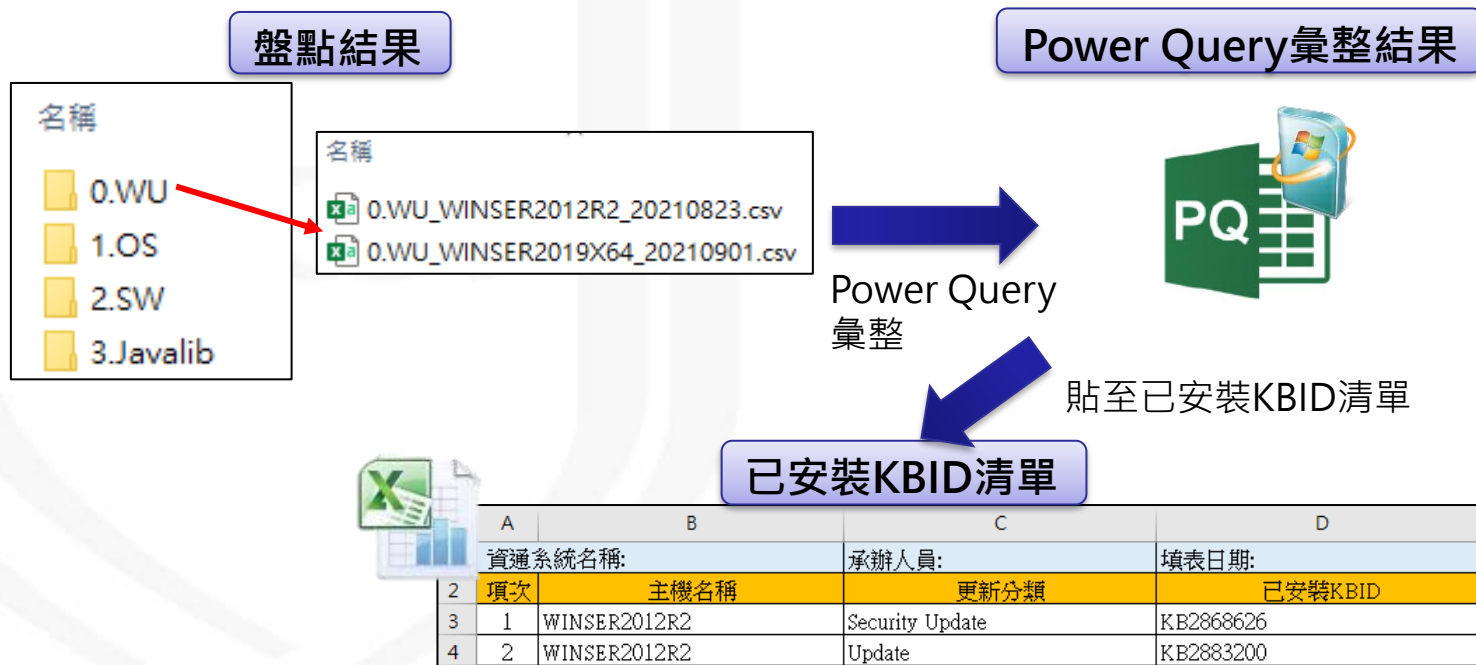 盤點結果
Power Query彙整結果
名稱
0.WU
1.OS
2.SW
3.Javalib
名稱
0.WU_WINSER2012R2_20210823.csv
0.WU_WINSER2019X64_20210901.csv
Power Query
彙整
PQ
貼至已安裝KBID清單
已安裝KBID清單
A B C D
資通系統名稱: 承辦人員: 填表日期:
2 項次 主機名稱 更新分類 已安裝KBID
3 1 WINSER2012R2 Security Update KB2868626
4 2 WINSER2012R2 Update KB2883200